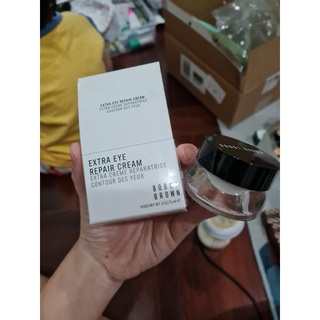 EXTRA EYE REPAIR CREAM
EXTRA CRÈME RÉPARATRICE
CONTOUR DES YEUX
EXTRA EYE
REPAIR CREAM
EXTRA CRÈME RÉPARATRICE
CONTOUR DES YEUX
BOBBI
BROWN